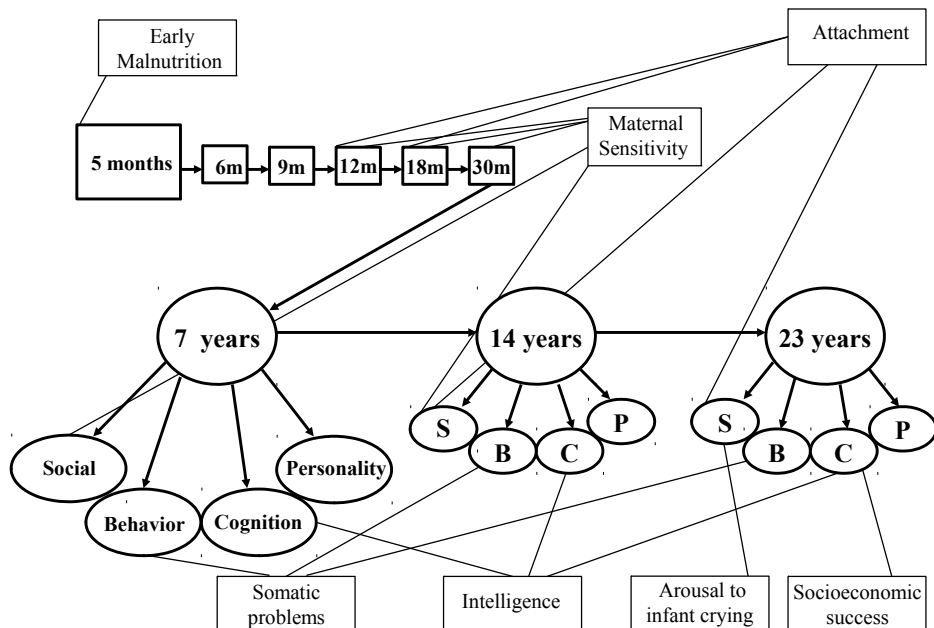 Early
Malnutrition
Attachment
Maternal
Sensitivity
5 months
6m
9m
12m
18m
30m
7 years
14 years
23 years
Social
Behavior
Cognition
Personality
S
B
C
P
S
B
C
P
Somatic
problems
Intelligence
Arousal to
infant crying
Socioeconomic
success